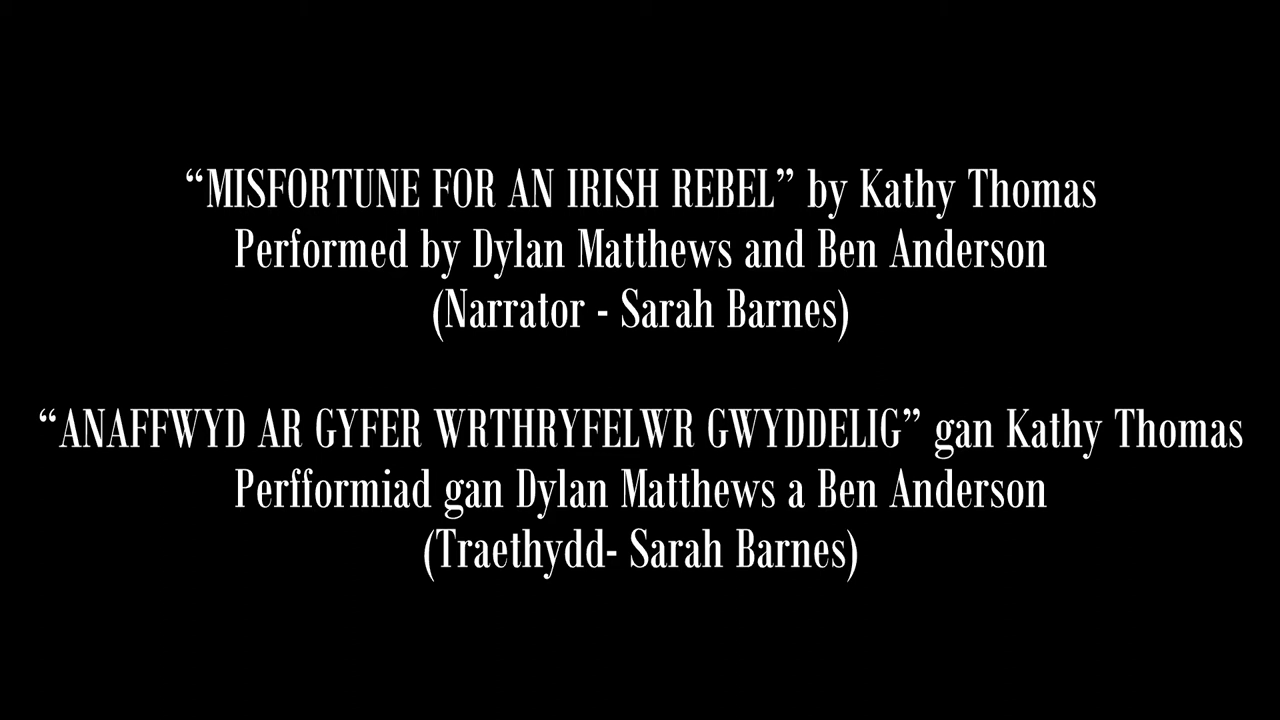 “MISFORTUNE FOR AN IRISH REBEL” by Kathy Thomas
Performed by Dylan Matthews and Ben Anderson
(Narrator - Sarah Barnes)
“ANAFFWYD AR GYFER WRTHRYFELWR GWYDDELIG” gan Kathy Thomas
Perfformiad gan Dylan Matthews a Ben Anderson
(Traethydd- Sarah Barnes)